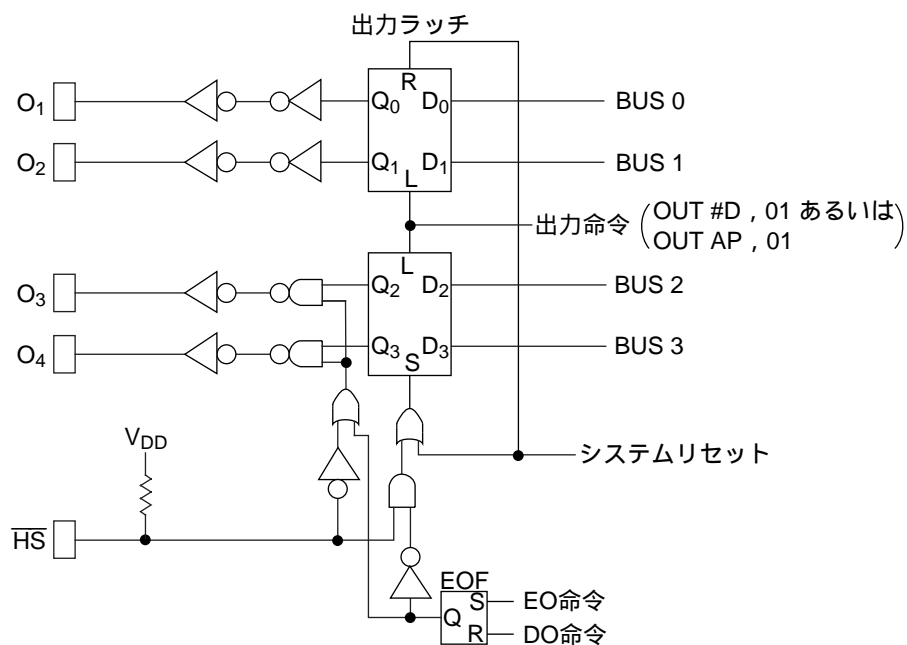 出力ラッチ
R
O1
Q0
D0
BUS 0
O2
Q1
D1
BUS 1
L
出力命令
OUT #D , 01 あるいは
OUT AP , 01
L
O3
Q2
D2
BUS 2
O4
Q3
D3
BUS 3
S
VDD
システムリセット
HS
EOF
S
EO命令
Q
R
DO命令